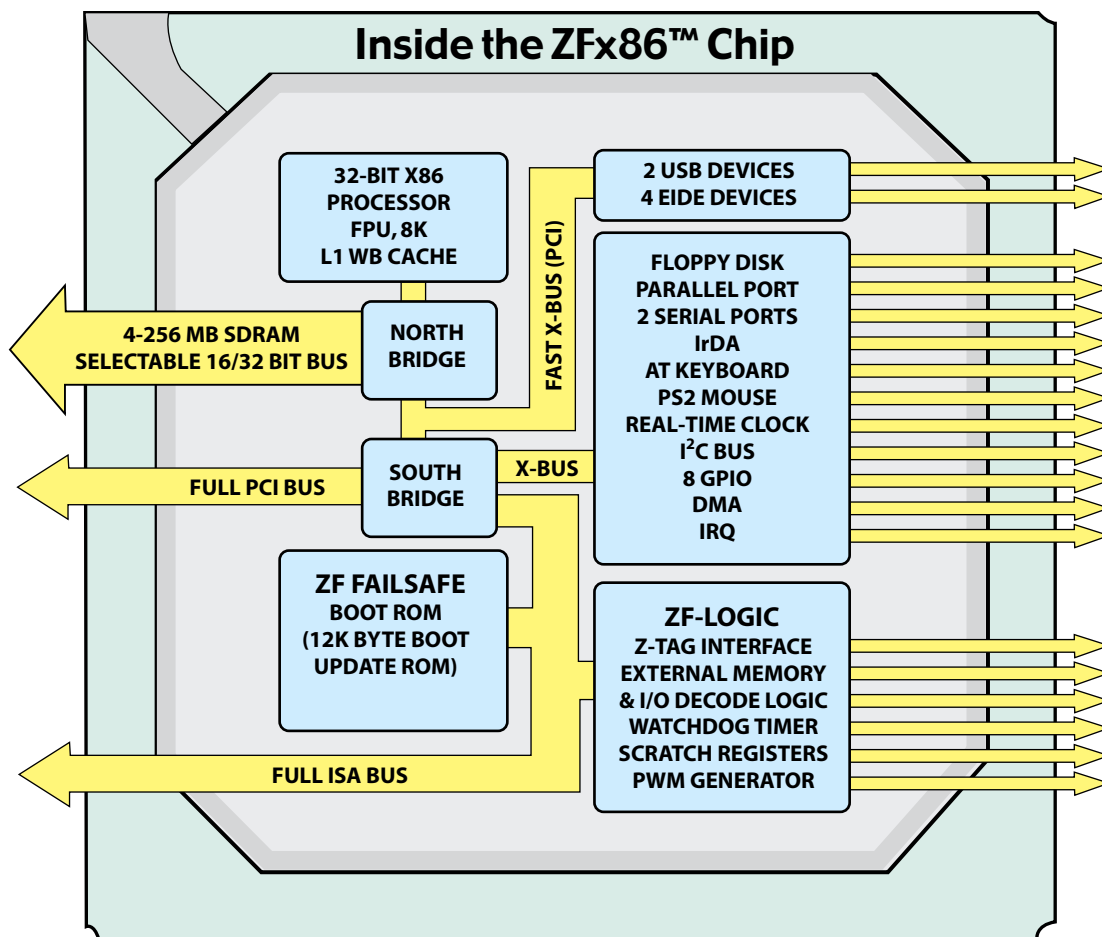 Inside the ZFx86™ Chip
32-BIT X86
PROCESSOR
FPU, 8K
L1 WB CACHE
2 USB DEVICES
4 EIDE DEVICES
FAST X-BUS (PCI)
4-256 MB SDRAM
SELECTABLE 16/32 BIT BUS
NORTH
BRIDGE
FLOPPY DISK
PARALLEL PORT
2 SERIAL PORTS
IrDA
AT KEYBOARD
PS2 MOUSE
REAL-TIME CLOCK
I²C BUS
8 GPIO
DMA
IRQ
FULL PCI BUS
SOUTH
BRIDGE
X-BUS
ZF FAILSAFE
BOOT ROM
(12K BYTE BOOT
UPDATE ROM)
ZF-LOGIC
Z-TAG INTERFACE
EXTERNAL MEMORY
& I/O DECODE LOGIC
WATCHDOG TIMER
SCRATCH REGISTERS
PWM GENERATOR
FULL ISA BUS